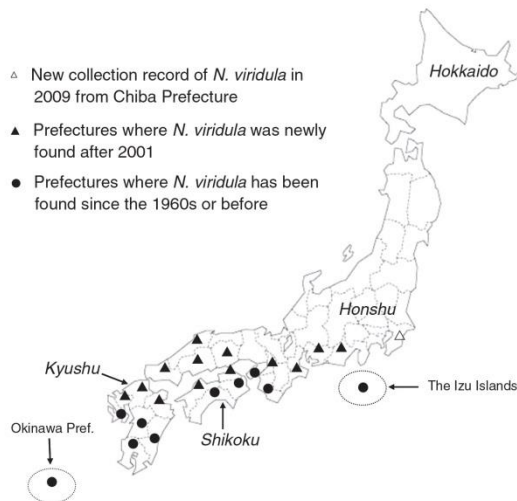 Hokkaido
△ New collection record of N. viridula in
2009 from Chiba Prefecture
▲ Prefectures where N. viridula was newly
found after 2001
● Prefectures where N. viridula has been
found since the 1960s or before
Honshu
Kyushu
The Izu Islands
Shikoku
Okinawa Pref.